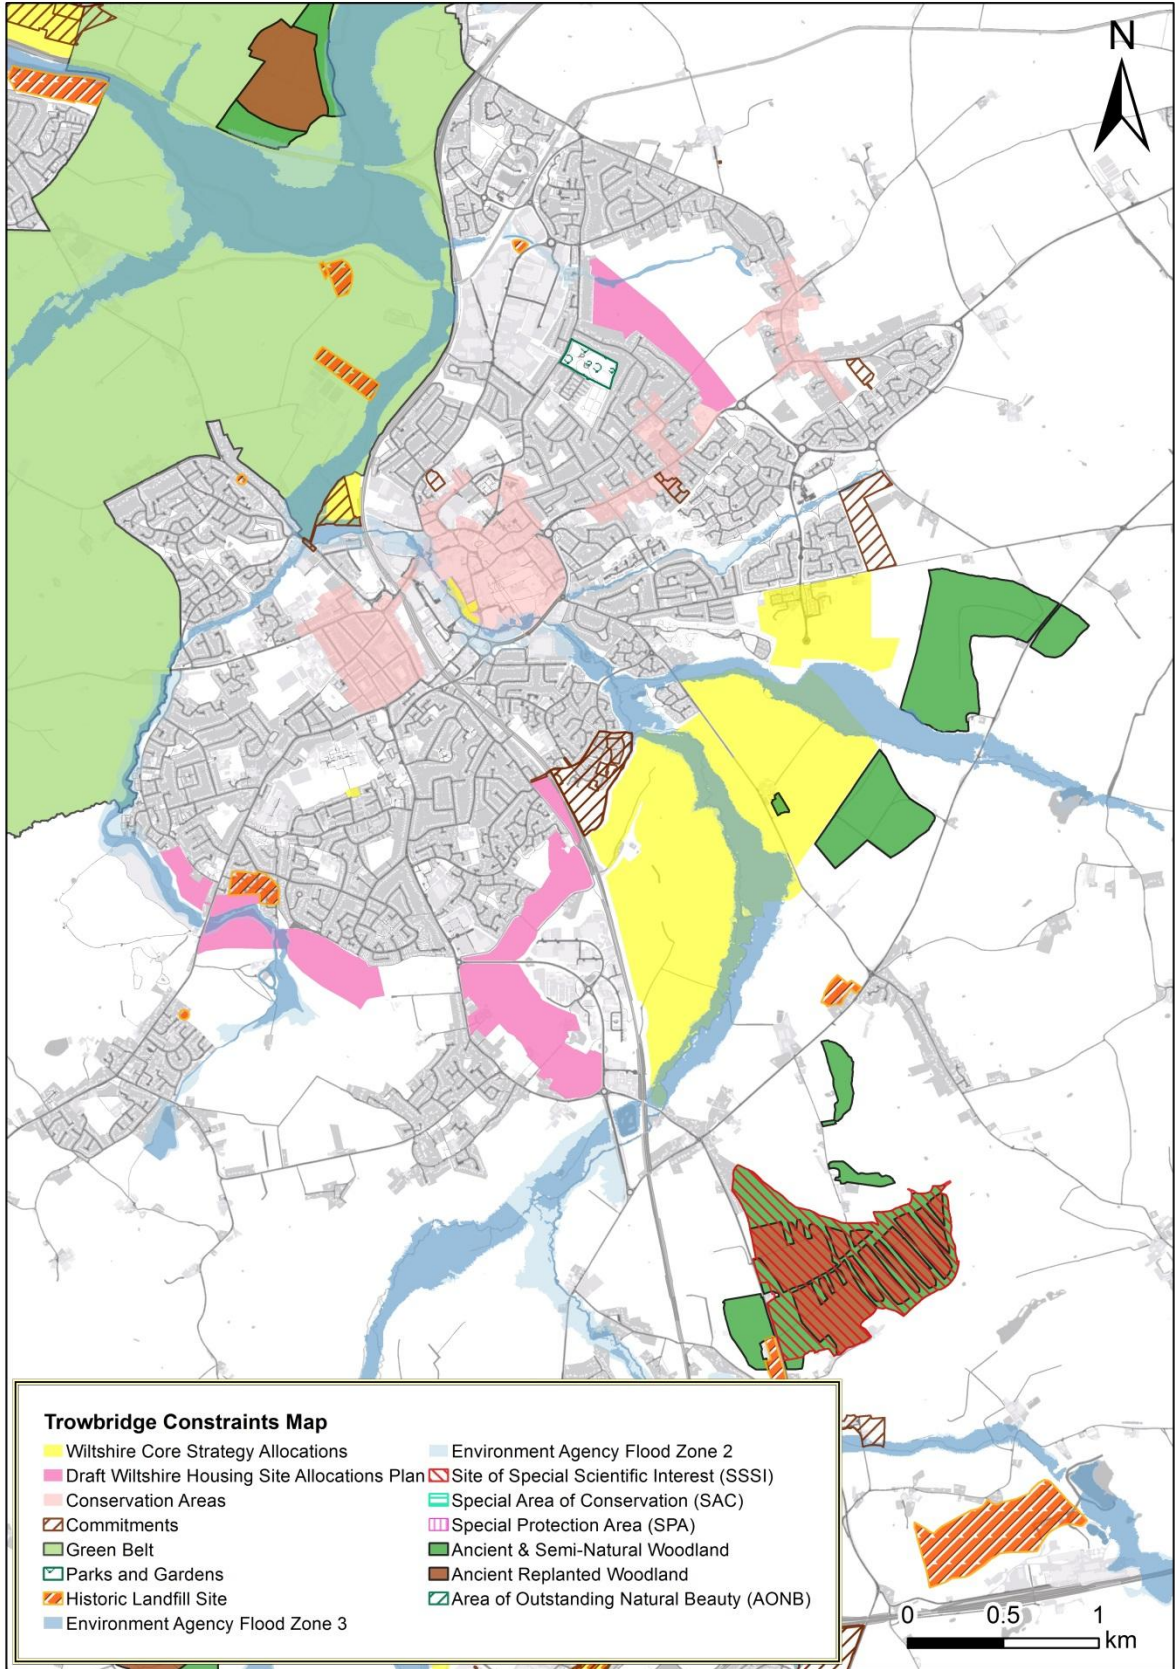 N
Trowbridge Constraints Map
Wiltshire Core Strategy Allocations
Draft Wiltshire Housing Site Allocations Plan
Conservation Areas
Commitments
Green Belt
Parks and Gardens
Historic Landfill Site
Environment Agency Flood Zone 3
Environment Agency Flood Zone 2
Site of Special Scientific Interest (SSSI)
Special Area of Conservation (SAC)
Special Protection Area (SPA)
Ancient & Semi-Natural Woodland
Ancient Replanted Woodland
Area of Outstanding Natural Beauty (AONB)
0 0.5 1
km